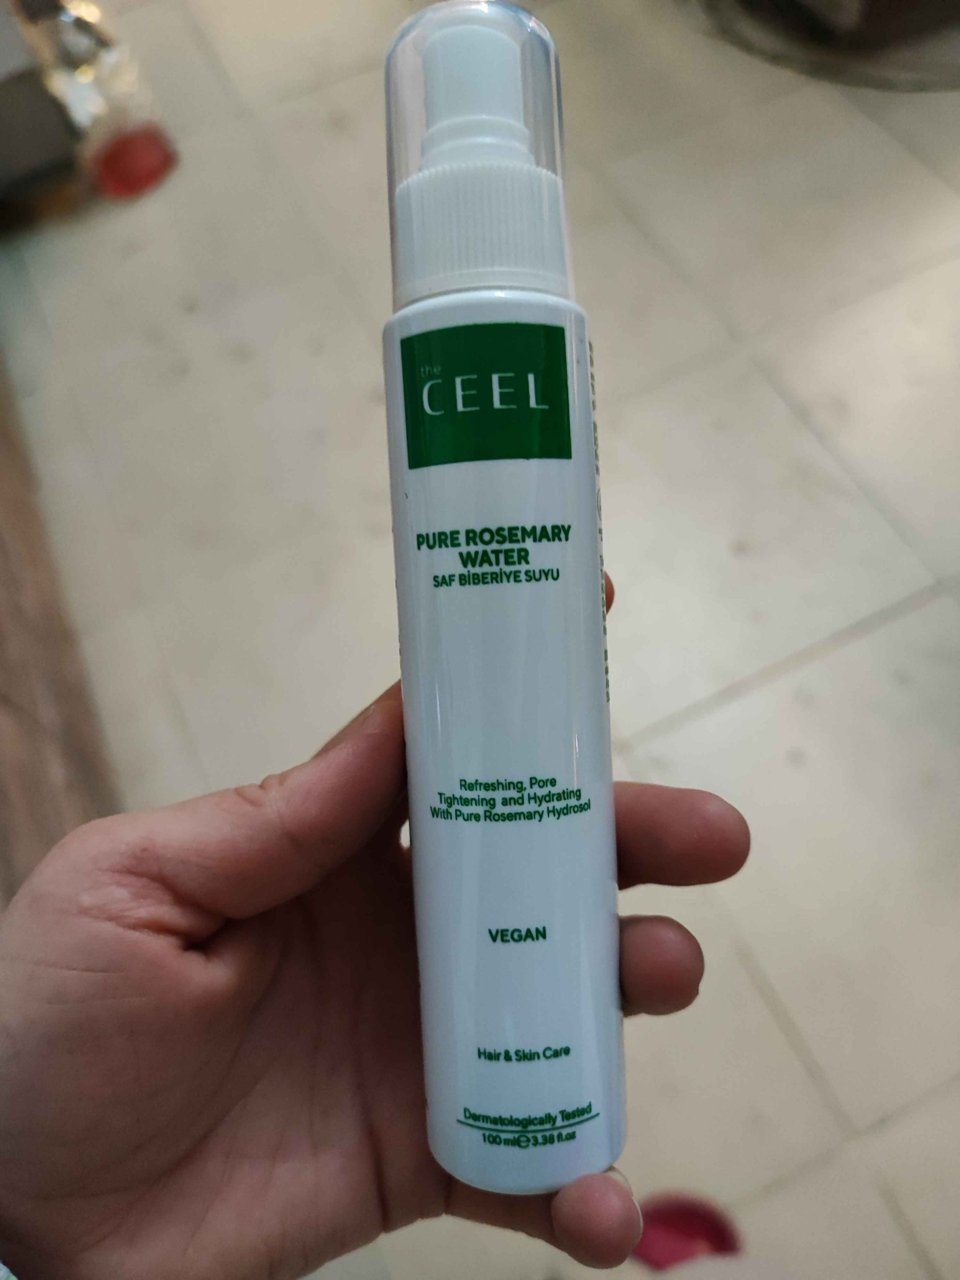 the
CEEL
PURE ROSEMARY
WATER
SAF BİBERİYE SUYU
Refreshing, Pore
Tightening and Hydrating
With Pure Rosemary Hydrosol
VEGAN
Hair & Skin Care
Dermatologically Tested
100 ml ℮ 3.38 fl.oz